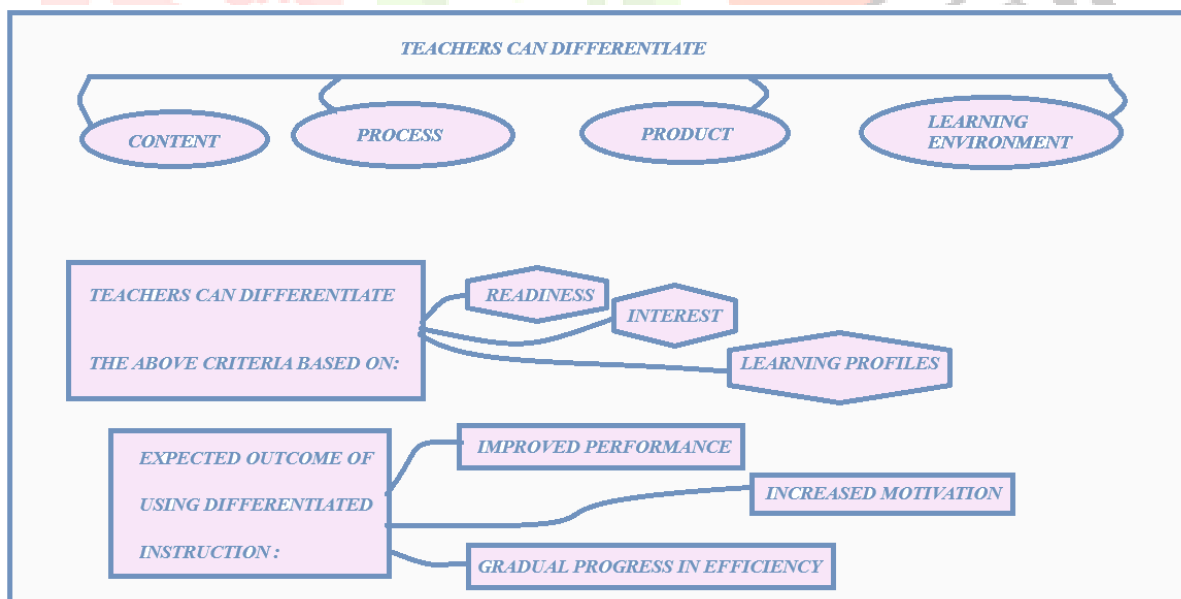 TEACHERS CAN DIFFERENTIATE
CONTENT
PROCESS
PRODUCT
LEARNING
ENVIRONMENT
TEACHERS CAN DIFFERENTIATE
THE ABOVE CRITERIA BASED ON:
READINESS
INTEREST
LEARNING PROFILES
EXPECTED OUTCOME OF
USING DIFFERENTIATED
INSTRUCTION :
IMPROVED PERFORMANCE
INCREASED MOTIVATION
GRADUAL PROGRESS IN EFFICIENCY